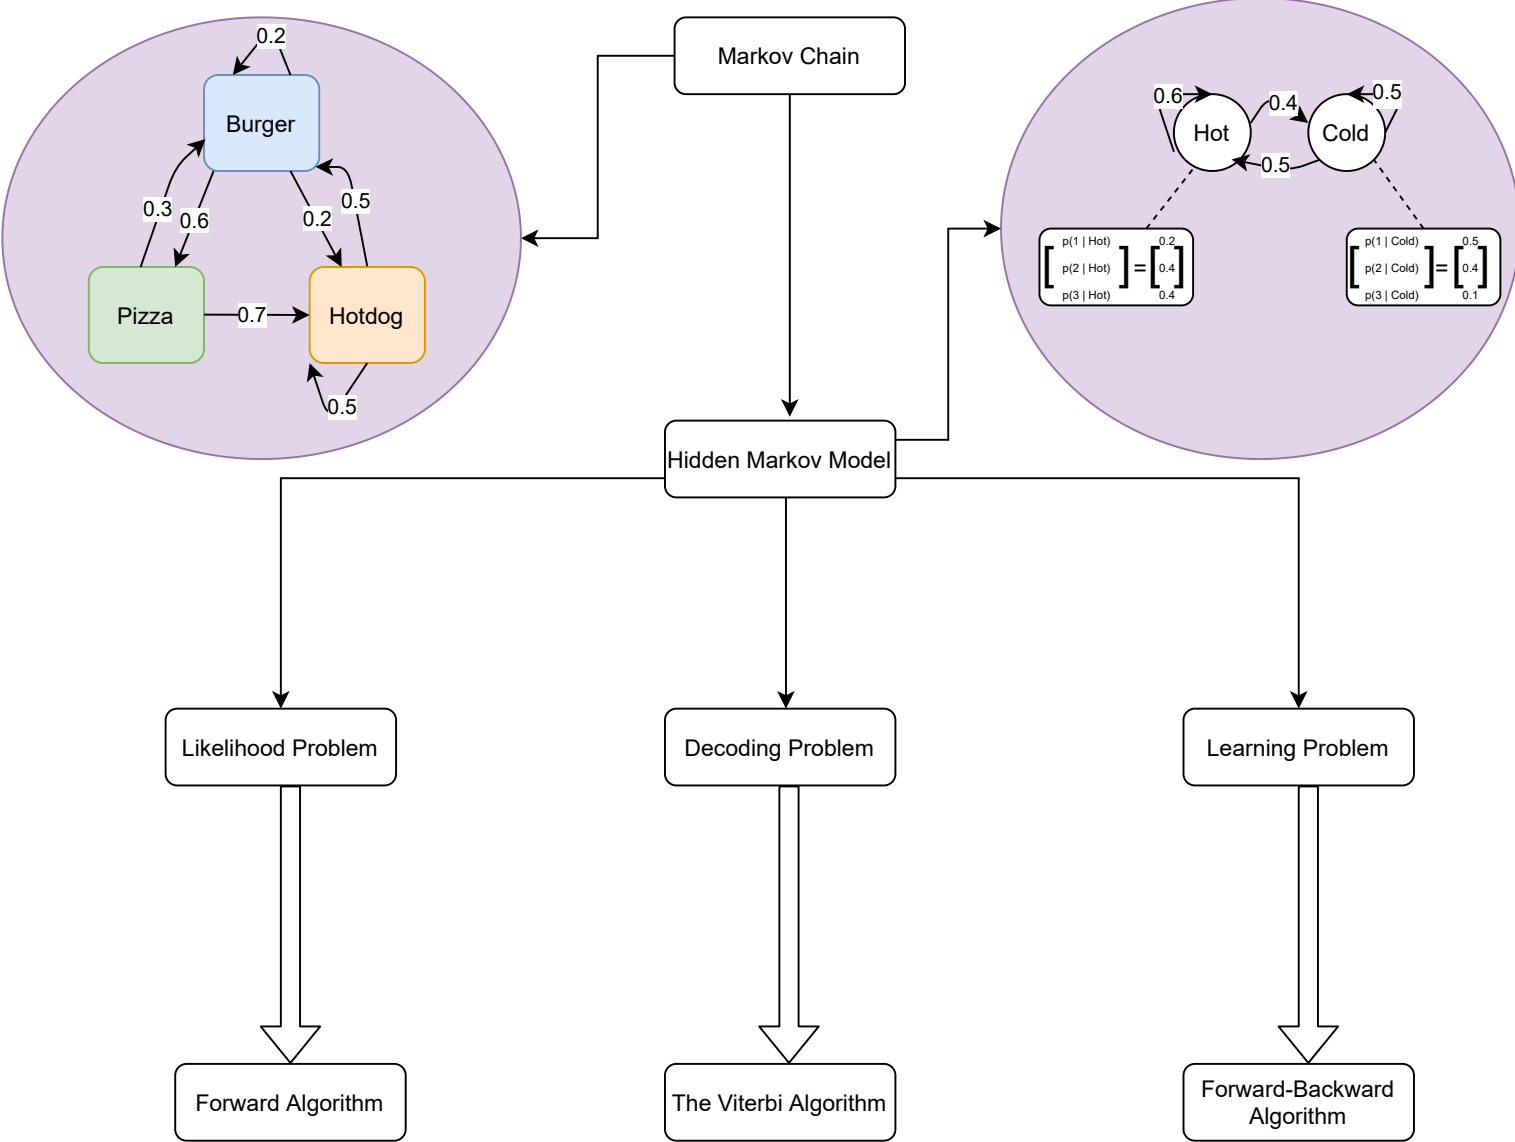 Markov Chain
0.2
Burger
0.3
0.6
0.2
0.5
Pizza
0.7
Hotdog
0.5
0.6
Hot
0.4
Cold
0.5
0.5
p(1 | Hot)
p(2 | Hot)
p(3 | Hot)
=
0.2
0.4
0.4
p(1 | Cold)
p(2 | Cold)
p(3 | Cold)
=
0.5
0.4
0.1
Hidden Markov Model
Likelihood Problem
Decoding Problem
Learning Problem
Forward Algorithm
The Viterbi Algorithm
Forward-Backward
Algorithm